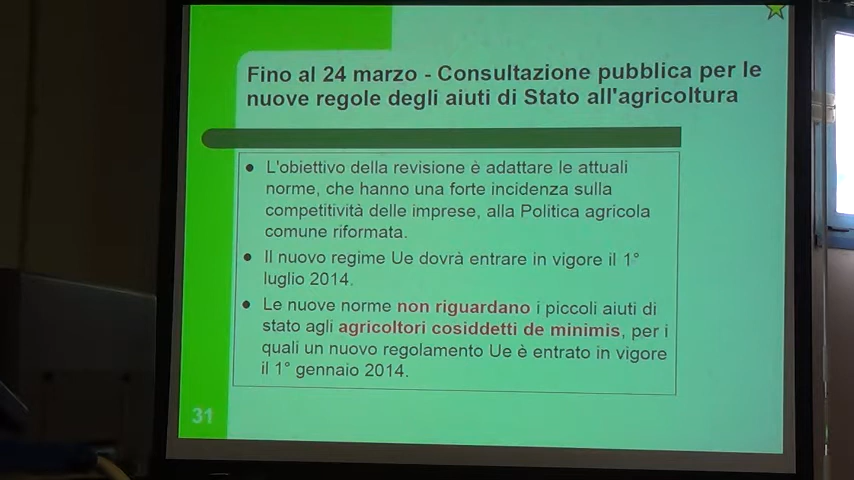 Fino al 24 marzo - Consultazione pubblica per le
nuove regole degli aiuti di Stato all'agricoltura
● L'obiettivo della revisione è adattare le attuali
norme, che hanno una forte incidenza sulla
competitività delle imprese, alla Politica agricola
comune riformata.
● Il nuovo regime Ue dovrà entrare in vigore il 1°
luglio 2014.
● Le nuove norme non riguardano i piccoli aiuti di
stato agli agricoltori cosiddetti de minimis, per i
quali un nuovo regolamento Ue è entrato in vigore
il 1° gennaio 2014.
31